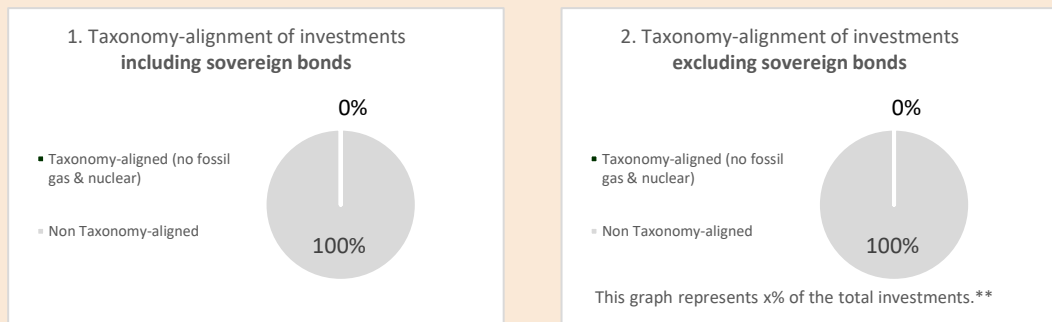 1. Taxonomy-alignment of investments
including sovereign bonds
0%
Taxonomy-aligned (no fossil
gas & nuclear)
Non Taxonomy-aligned
100%
2. Taxonomy-alignment of investments
excluding sovereign bonds
0%
Taxonomy-aligned (no fossil
gas & nuclear)
Non Taxonomy-aligned
100%
This graph represents x% of the total investments.**